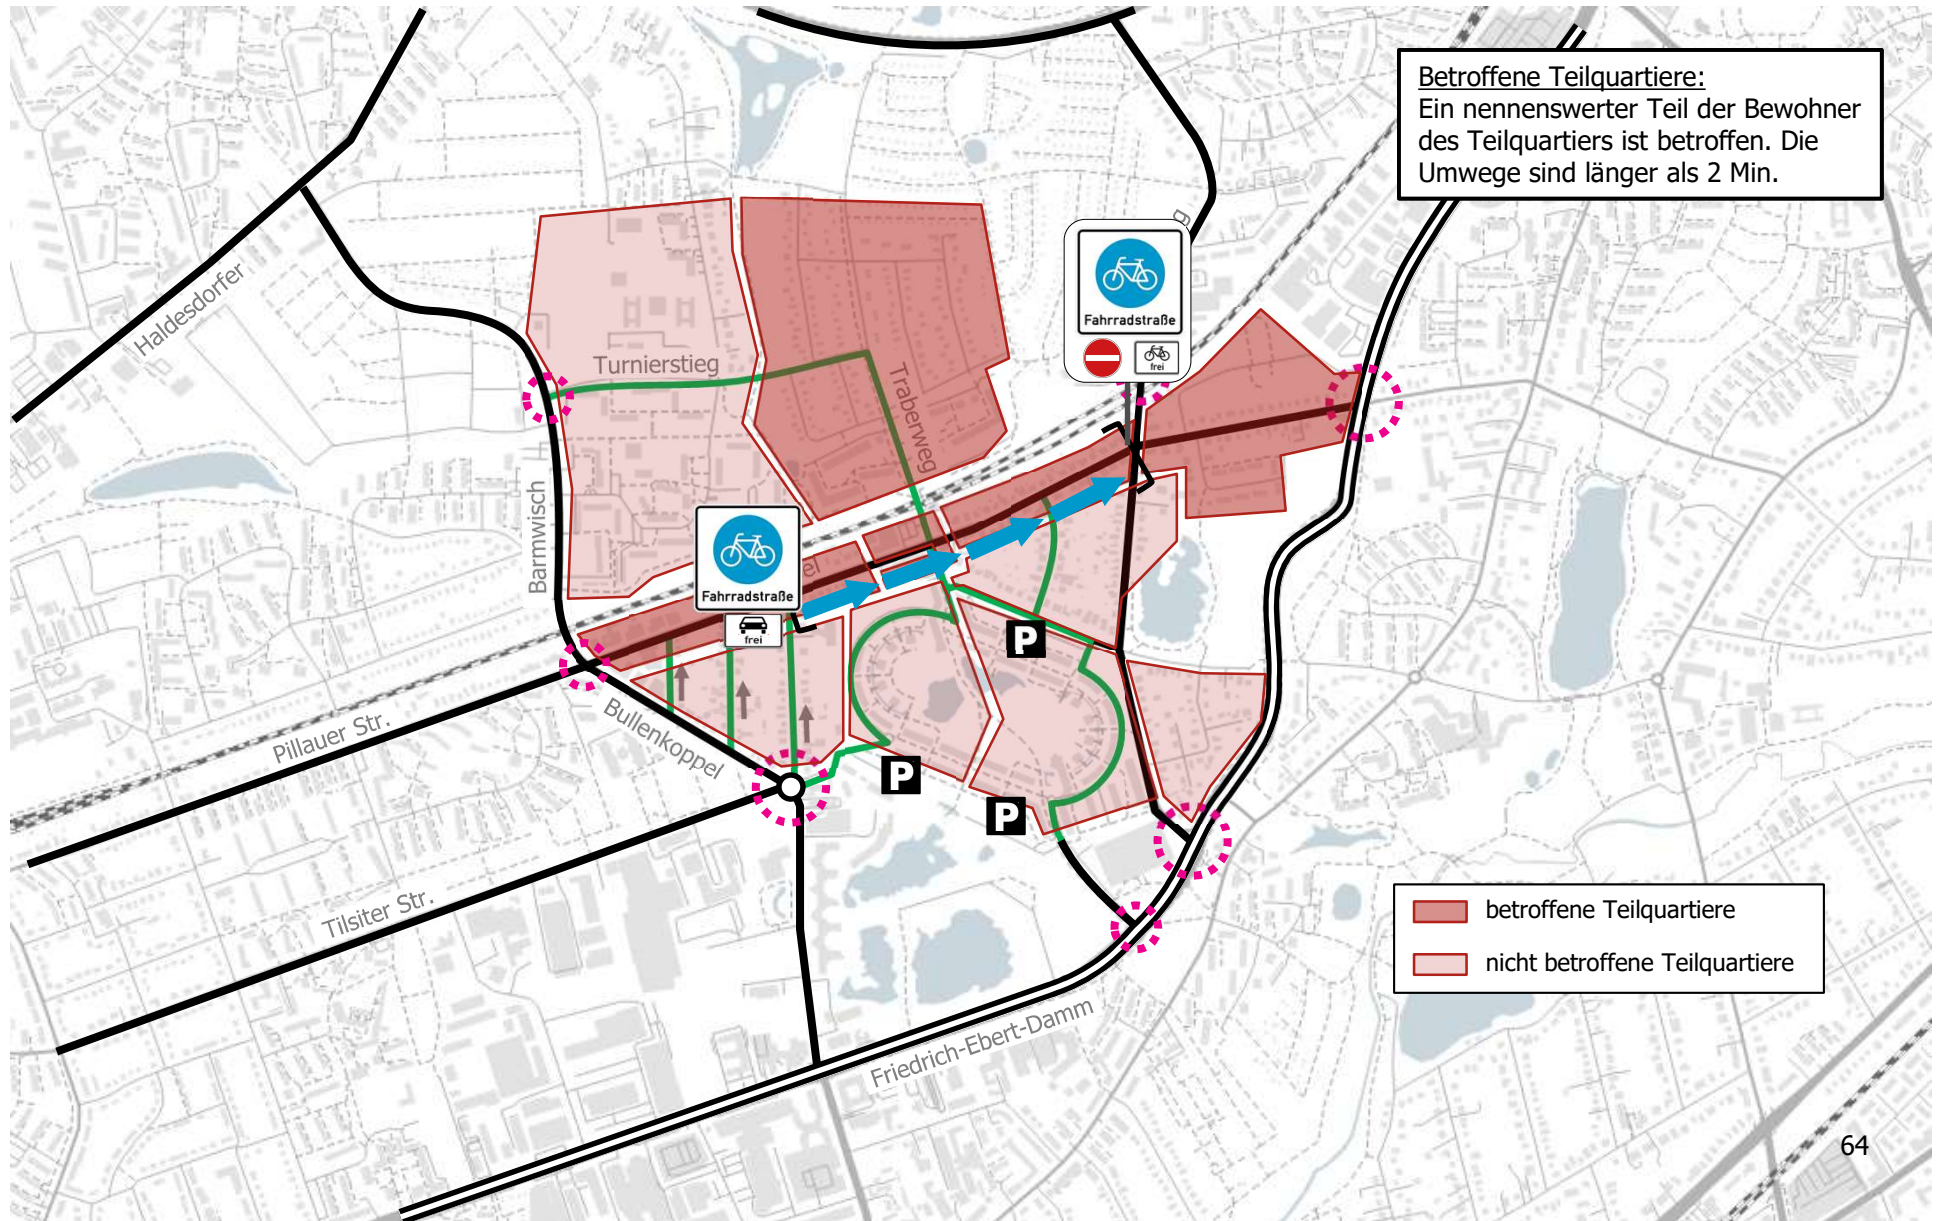 Betroffene Teilquartiere:
Ein nennenswerter Teil der Bewohner
des Teilquartiers ist betroffen. Die
Umwege sind länger als 2 Min.
g
Fahrradstraße
frei
Haldesdorfer
Turnierstieg
Traberweg
Barmwisch
Fahrradstraße
frei
el
P
Bullenkoppel
Pillauer Str.
P
P
Tilsiter Str.
betroffene Teilquartiere
nicht betroffene Teilquartiere
Friedrich-Ebert-Damm
64